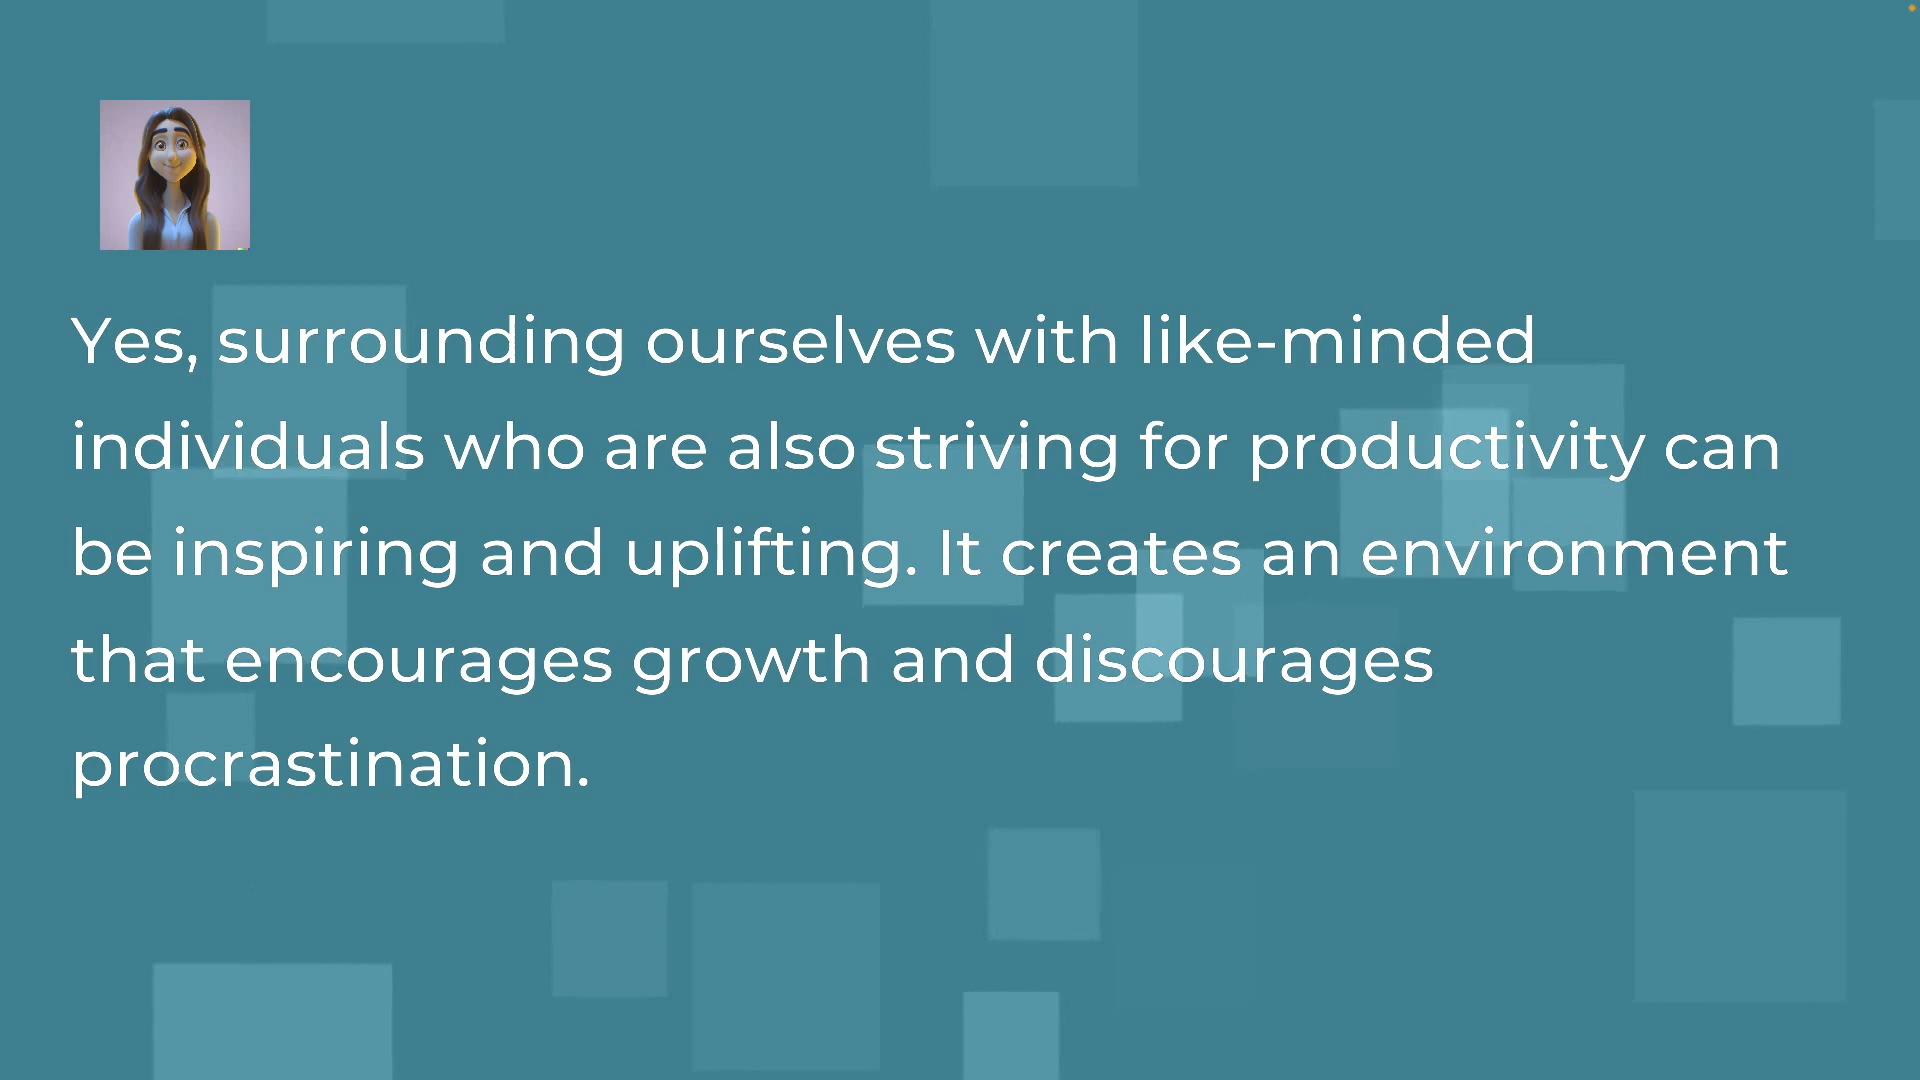 Yes, surrounding ourselves with like-minded
individuals who are also striving for productivity can
be inspiring and uplifting. It creates an environment
that encourages growth and discourages
procrastination.